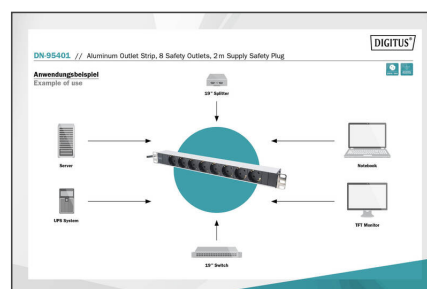 DIGITUS®
DN-95401 // Aluminum Outlet Strip, 8 Safety Outlets, 2m Supply Safety Plug
Anwendungsbeispiel
Example of use
19" Splitter
Server
Notebook
UPS System
TFT Monitor
19" Switch